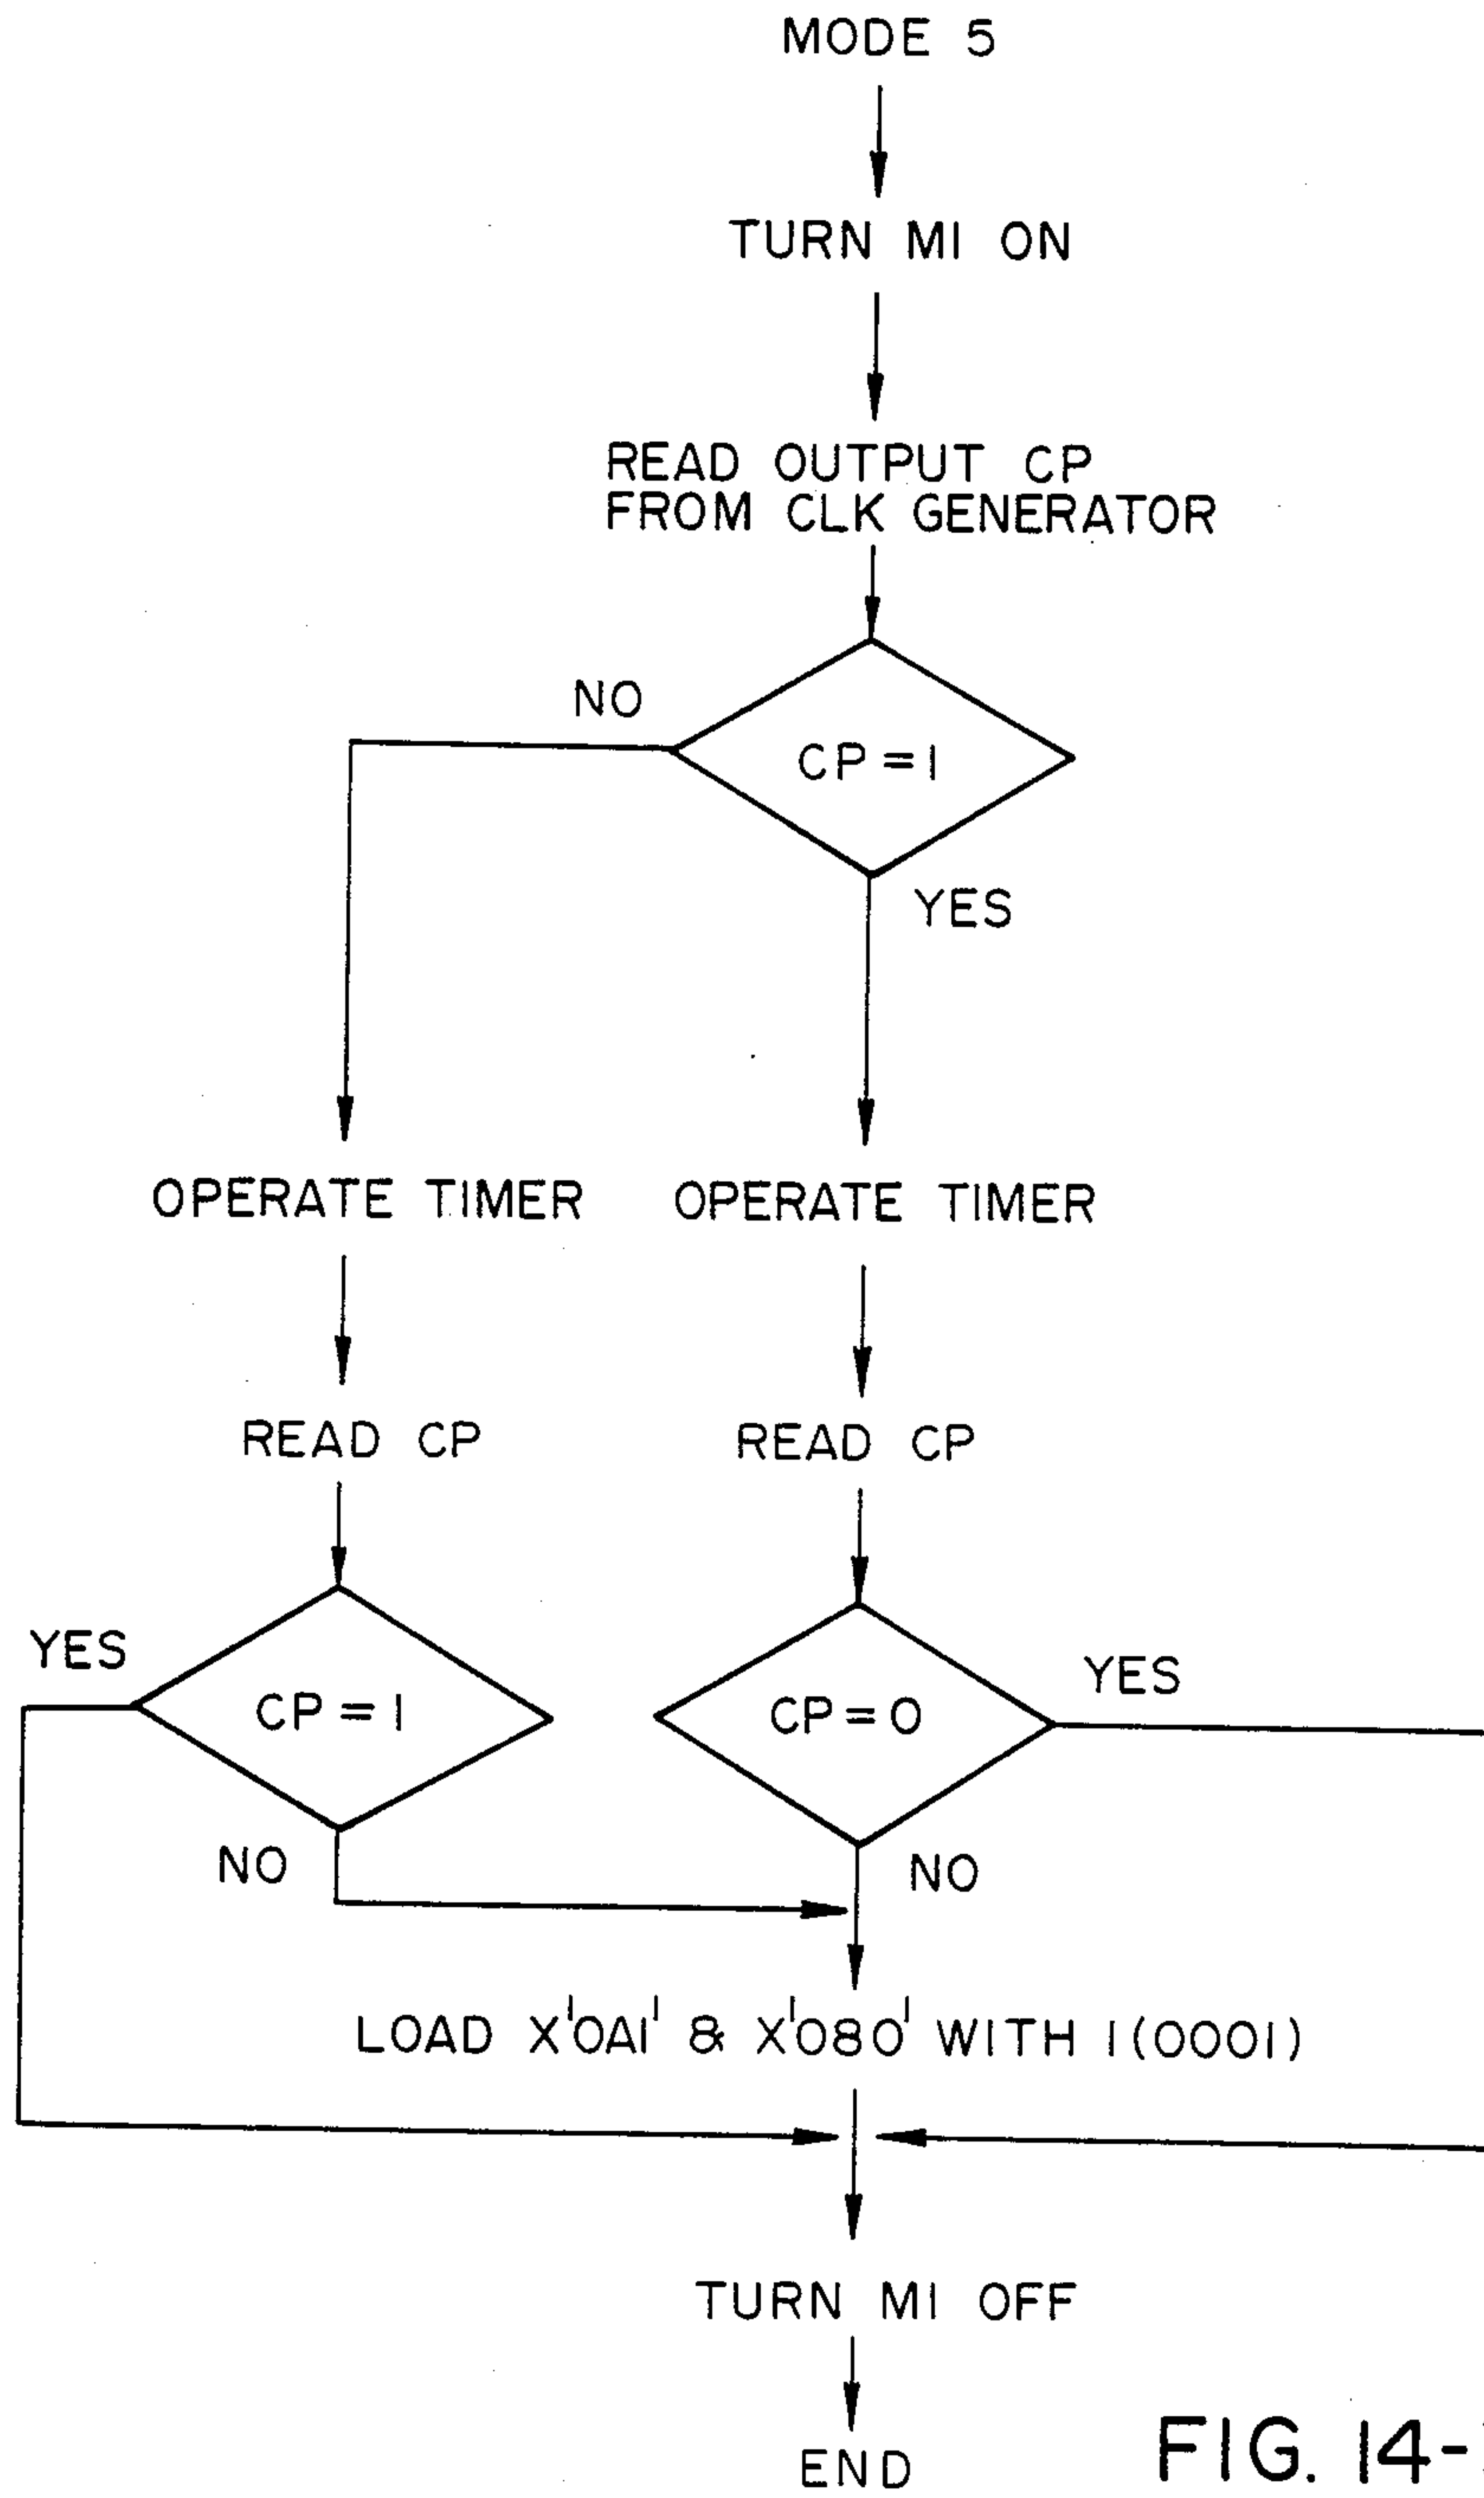 MODE 5
TURN MI ON
READ OUTPUT CP
FROM CLK GENERATOR
NO
CP=1
YES
OPERATE TIMER
OPERATE TIMER
READ CP
READ CP
YES
CP=1
NO
CP=0
YES
NO
LOAD X'0A1' & X'080' WITH 1(0001)
TURN MI OFF
END
FIG. 14-